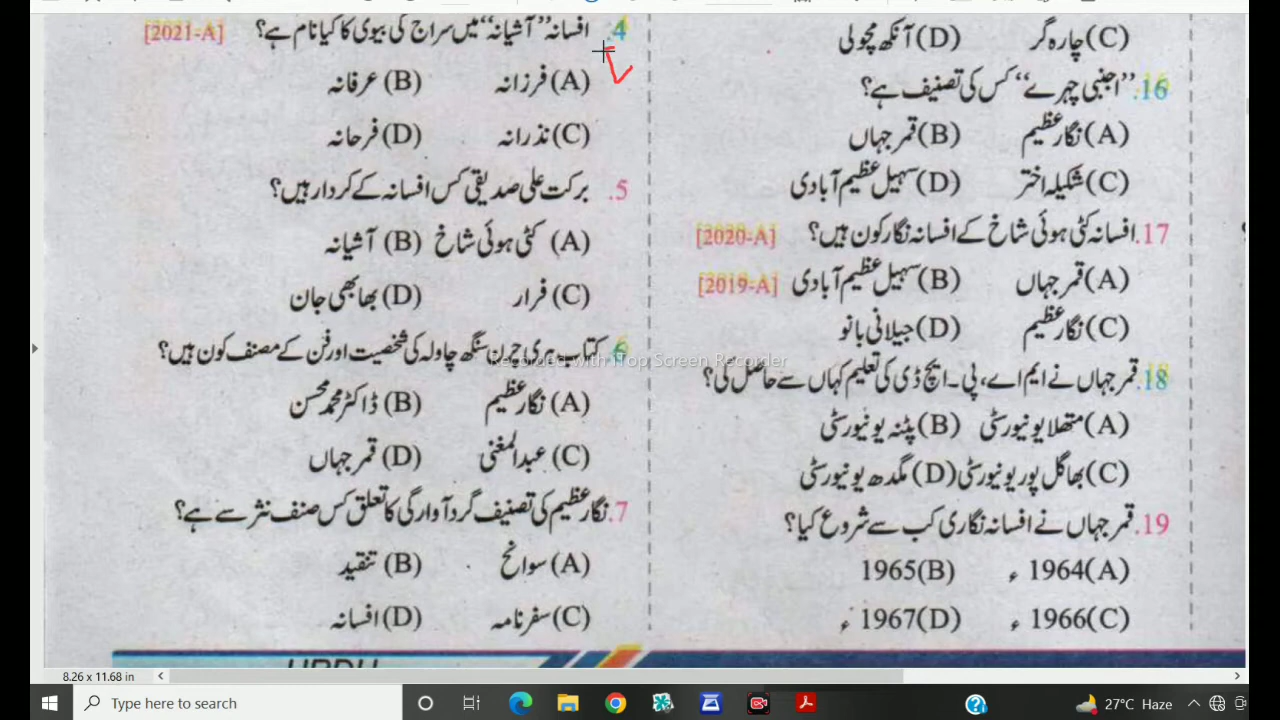 (C) چارہ گر (D) آنکھ مچولی
16. ”اجنبی چہرے“ کس کی تصنیف ہے؟
(A) نگار عظیم (B) قمر جہاں
(C) شکیلہ اختر (D) سہیل عظیم آبادی
17. افسانہ کٹی ہوئی شاخ کے افسانہ نگار کون ہیں؟ [2020-A]
(A) قمر جہاں (B) سہیل عظیم آبادی [2019-A]
(C) نگار عظیم (D) جیلانی بانو
18. قمر جہاں نے ایم اے، پی۔ ایچ ڈی کی تعلیم کہاں سے حاصل کی؟
(A) متھلا یونیورسٹی (B) پٹنہ یونیورسٹی
(C) بھاگل پور یونیورسٹی (D) مگدھ یونیورسٹی
19. قمر جہاں نے افسانہ نگاری کب سے شروع کیا؟
(A) 1964ء (B) 1965
(C) 1966ء (D) 1967ء
4. افسانہ ”آشیانہ“ میں سراج کی بیوی کا کیا نام ہے؟ [2021-A]
(A) فرزانہ (B) عرفانہ
(C) نذرانہ (D) فرحانہ
5. برکت علی صدیقی کس افسانہ کے کردار ہیں؟
(A) کٹی ہوئی شاخ (B) آشیانہ
(C) فرار (D) بھابھی جان
6. کتاب ہری چرن سنگھ چاولہ کی شخصیت اور فن کے مصنف کون ہیں؟
(A) نگار عظیم (B) ڈاکٹر محمد محسن
(C) عبدالمغنی (D) قمر جہاں
7. نگار عظیم کی تصنیف گرد آوارگی کا تعلق کس صنف نثر سے ہے؟
(A) سوانح (B) تنقید
(C) سفرنامہ (D) افسانہ
Recorded with iTop Screen Recorder
URDU
8.26 x 11.68 in
Type here to search
27°C Haze